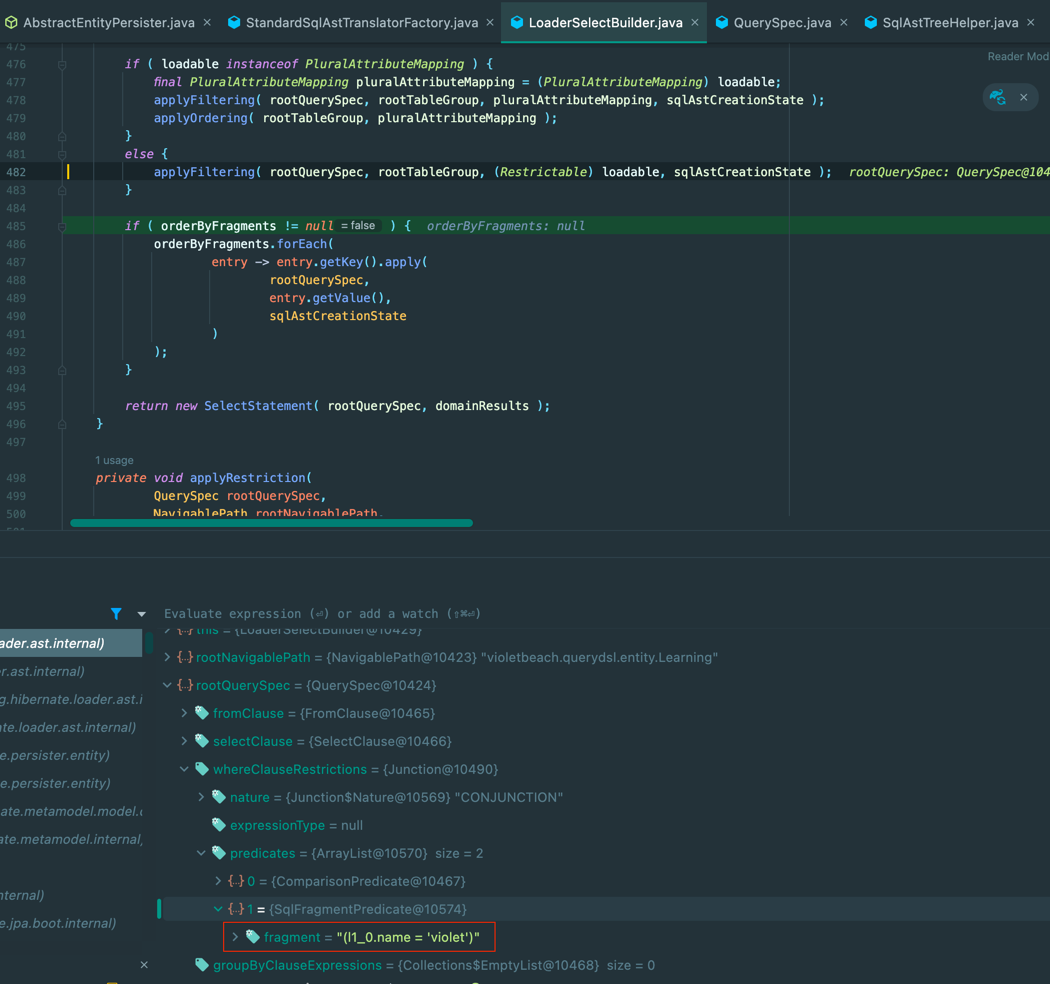 AbstractEntityPersister.java × StandardSqlAstTranslatorFactory.java × LoaderSelectBuilder.java × QuerySpec.java × SqlAstTreeHelper.java ×
475
Reader Mod
476 if ( loadable instanceof PluralAttributeMapping ) {
477 final PluralAttributeMapping pluralAttributeMapping = (PluralAttributeMapping) loadable;
478 applyFiltering( rootQuerySpec, rootTableGroup, pluralAttributeMapping, sqlAstCreationState );
479 applyOrdering( rootTableGroup, pluralAttributeMapping );
480 }
481 else {
482 applyFiltering( rootQuerySpec, rootTableGroup, (Restrictable) loadable, sqlAstCreationState ); rootQuerySpec: QuerySpec@104
483 }
484
485 if ( orderByFragments != null = false ) { orderByFragments: null
486 orderByFragments.forEach(
487 entry -> entry.getKey().apply(
488 rootQuerySpec,
489 entry.getValue(),
490 sqlAstCreationState
491 )
492 );
493 }
494
495 return new SelectStatement( rootQuerySpec, domainResults );
496 }
497
1 usage
498 private void applyRestriction(
499 QuerySpec rootQuerySpec,
500 NavigablePath rootNavigablePath,
Evaluate expression (⏎) or add a watch (⇧⌘⏎)
ader.ast.internal)
r.ast.internal)
g.hibernate.loader.ast.i
te.loader.ast.internal)
e.persister.entity)
e.persister.entity)
ate.metamodel.model.
ate.metamodel.internal,
nternal)
e.jpa.boot.internal)
this = {LoaderSelectBuilder@10429}
rootNavigablePath = {NavigablePath@10423} "violetbeach.querydsl.entity.Learning"
rootQuerySpec = {QuerySpec@10424}
fromClause = {FromClause@10465}
selectClause = {SelectClause@10466}
whereClauseRestrictions = {Junction@10490}
nature = {Junction$Nature@10569} "CONJUNCTION"
expressionType = null
predicates = {ArrayList@10570} size = 2
0 = {ComparisonPredicate@10467}
1 = {SqlFragmentPredicate@10574}
fragment = "(l1_0.name = 'violet')"
groupByClauseExpressions = {Collections$EmptyList@10468} size = 0